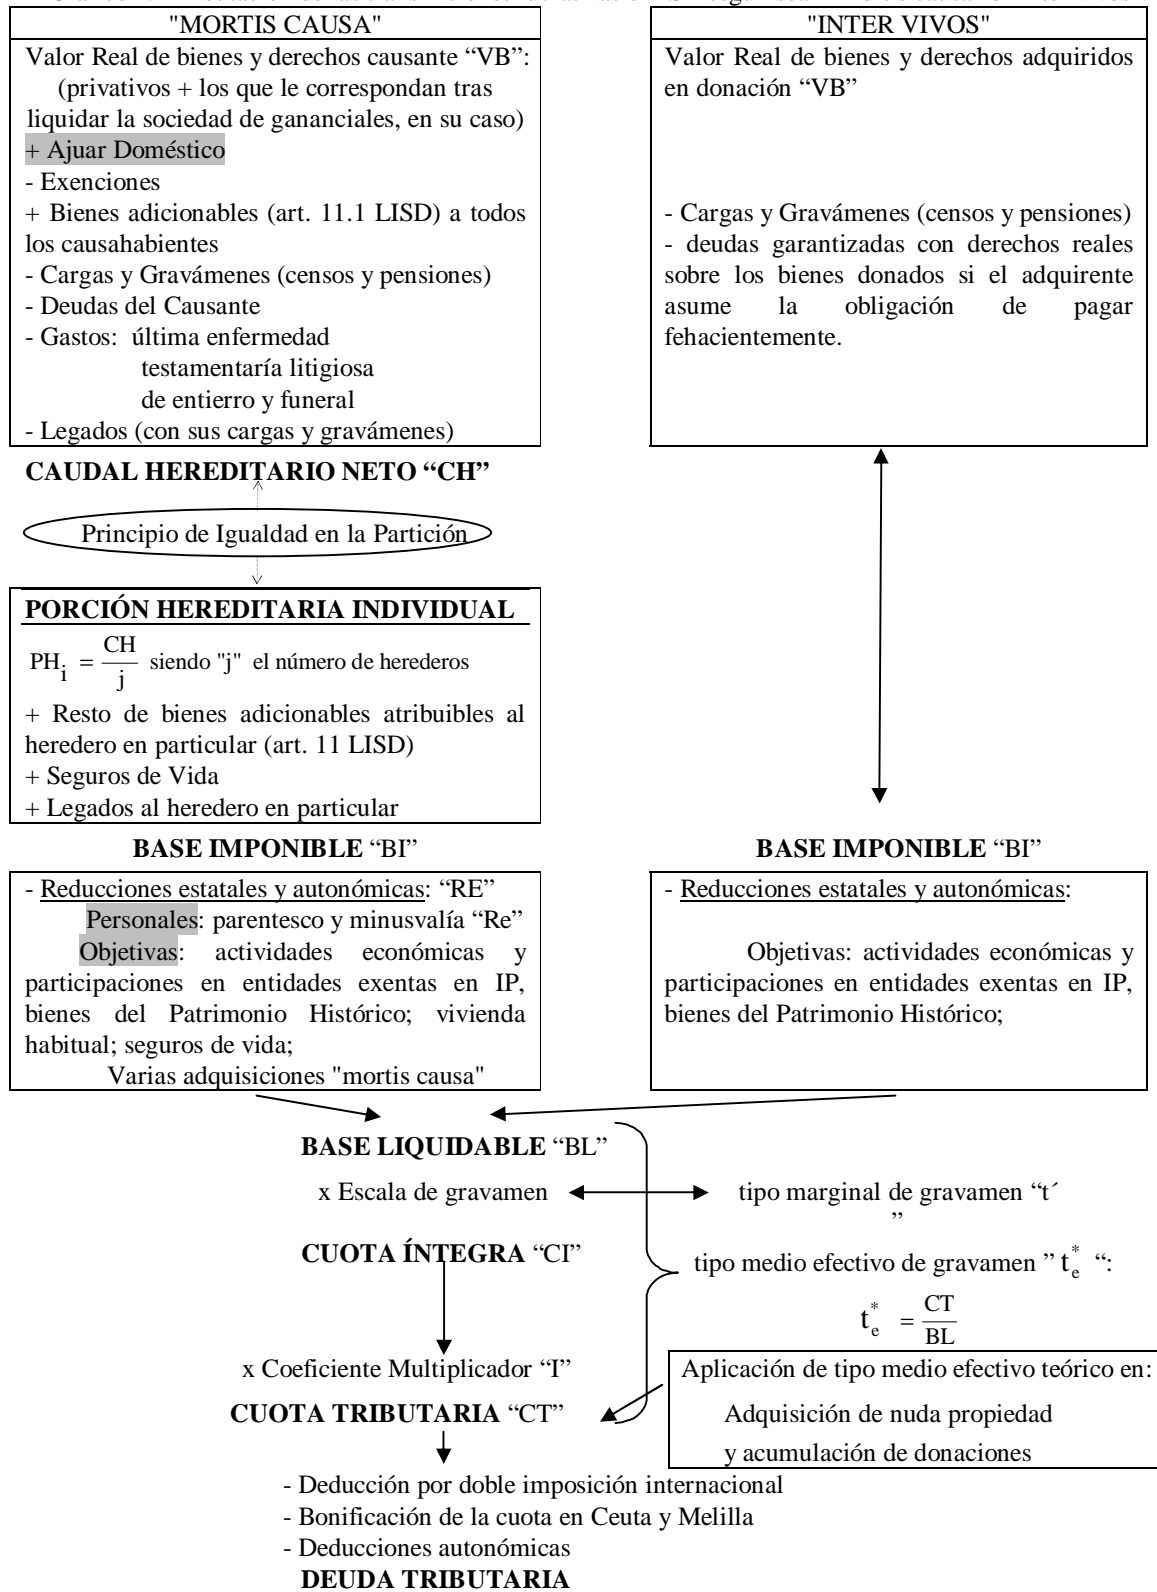 "MORTIS CAUSA"
Valor Real de bienes y derechos causante “VB”:
(privativos + los que le correspondan tras
liquidar la sociedad de gananciales, en su caso)
+ Ajuar Doméstico
- Exenciones
+ Bienes adicionables (art. 11.1 LISD) a todos
los causahabientes
- Cargas y Gravámenes (censos y pensiones)
- Deudas del Causante
- Gastos: última enfermedad
testamentaría litigiosa
de entierro y funeral
- Legados (con sus cargas y gravámenes)
"INTER VIVOS"
Valor Real de bienes y derechos adquiridos
en donación “VB”
- Cargas y Gravámenes (censos y pensiones)
- deudas garantizadas con derechos reales
sobre los bienes donados si el adquirente
asume la obligación de pagar
fehacientemente.
CAUDAL HEREDITARIO NETO “CH”
Principio de Igualdad en la Partición
PORCIÓN HEREDITARIA INDIVIDUAL
PH_i = CH/j siendo "j" el número de herederos
+ Resto de bienes adicionables atribuibles al
heredero en particular (art. 11 LISD)
+ Seguros de Vida
+ Legados al heredero en particular
BASE IMPONIBLE “BI”
BASE IMPONIBLE “BI”
- Reducciones estatales y autonómicas: “RE”
Personales: parentesco y minusvalía “Re”
Objetivas: actividades económicas y
participaciones en entidades exentas en IP,
bienes del Patrimonio Histórico; vivienda
habitual; seguros de vida;
Varias adquisiciones "mortis causa"
- Reducciones estatales y autonómicas:
Objetivas: actividades económicas y
participaciones en entidades exentas en IP,
bienes del Patrimonio Histórico;
BASE LIQUIDABLE “BL”
x Escala de gravamen
tipo marginal de gravamen “t´
”
CUOTA ÍNTEGRA “CI”
tipo medio efectivo de gravamen ” t_e^* “:
t_e^* = CT/BL
x Coeficiente Multiplicador “I”
CUOTA TRIBUTARIA “CT”
Aplicación de tipo medio efectivo teórico en:
Adquisición de nuda propiedad
y acumulación de donaciones
- Deducción por doble imposición internacional
- Bonificación de la cuota en Ceuta y Melilla
- Deducciones autonómicas
DEUDA TRIBUTARIA